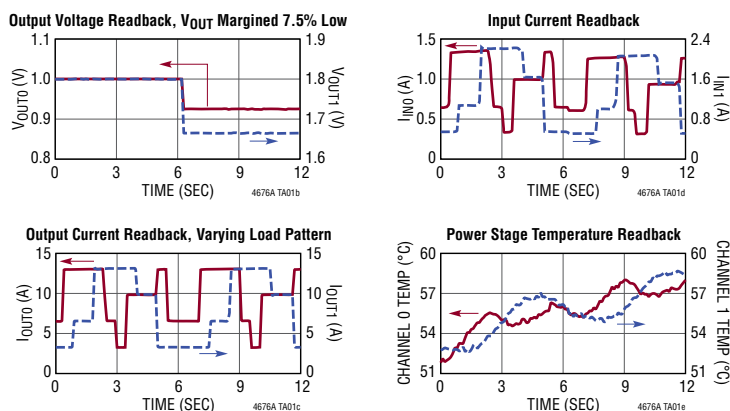 Output Voltage Readback, VOUT Margined 7.5% Low
1.1
1.0
0.9
0.8
VOUT0 (V)
1.9
1.8
1.7
1.6
VOUT1 (V)
0 3 6 9 12
TIME (SEC)
4676A TA01b
Input Current Readback
1.5
1.0
0.5
0
IIN0 (A)
2.4
1.6
0.8
0
IIN1 (A)
0 3 6 9 12
TIME (SEC)
4676A TA01d
Output Current Readback, Varying Load Pattern
15
10
5
0
IOUT0 (A)
15
10
5
0
IOUT1 (A)
0 3 6 9 12
TIME (SEC)
4676A TA01c
Power Stage Temperature Readback
60
57
54
51
CHANNEL 0 TEMP (°C)
60
57
55
52
CHANNEL 1 TEMP (°C)
0 3 6 9 12
TIME (SEC)
4676A TA01e